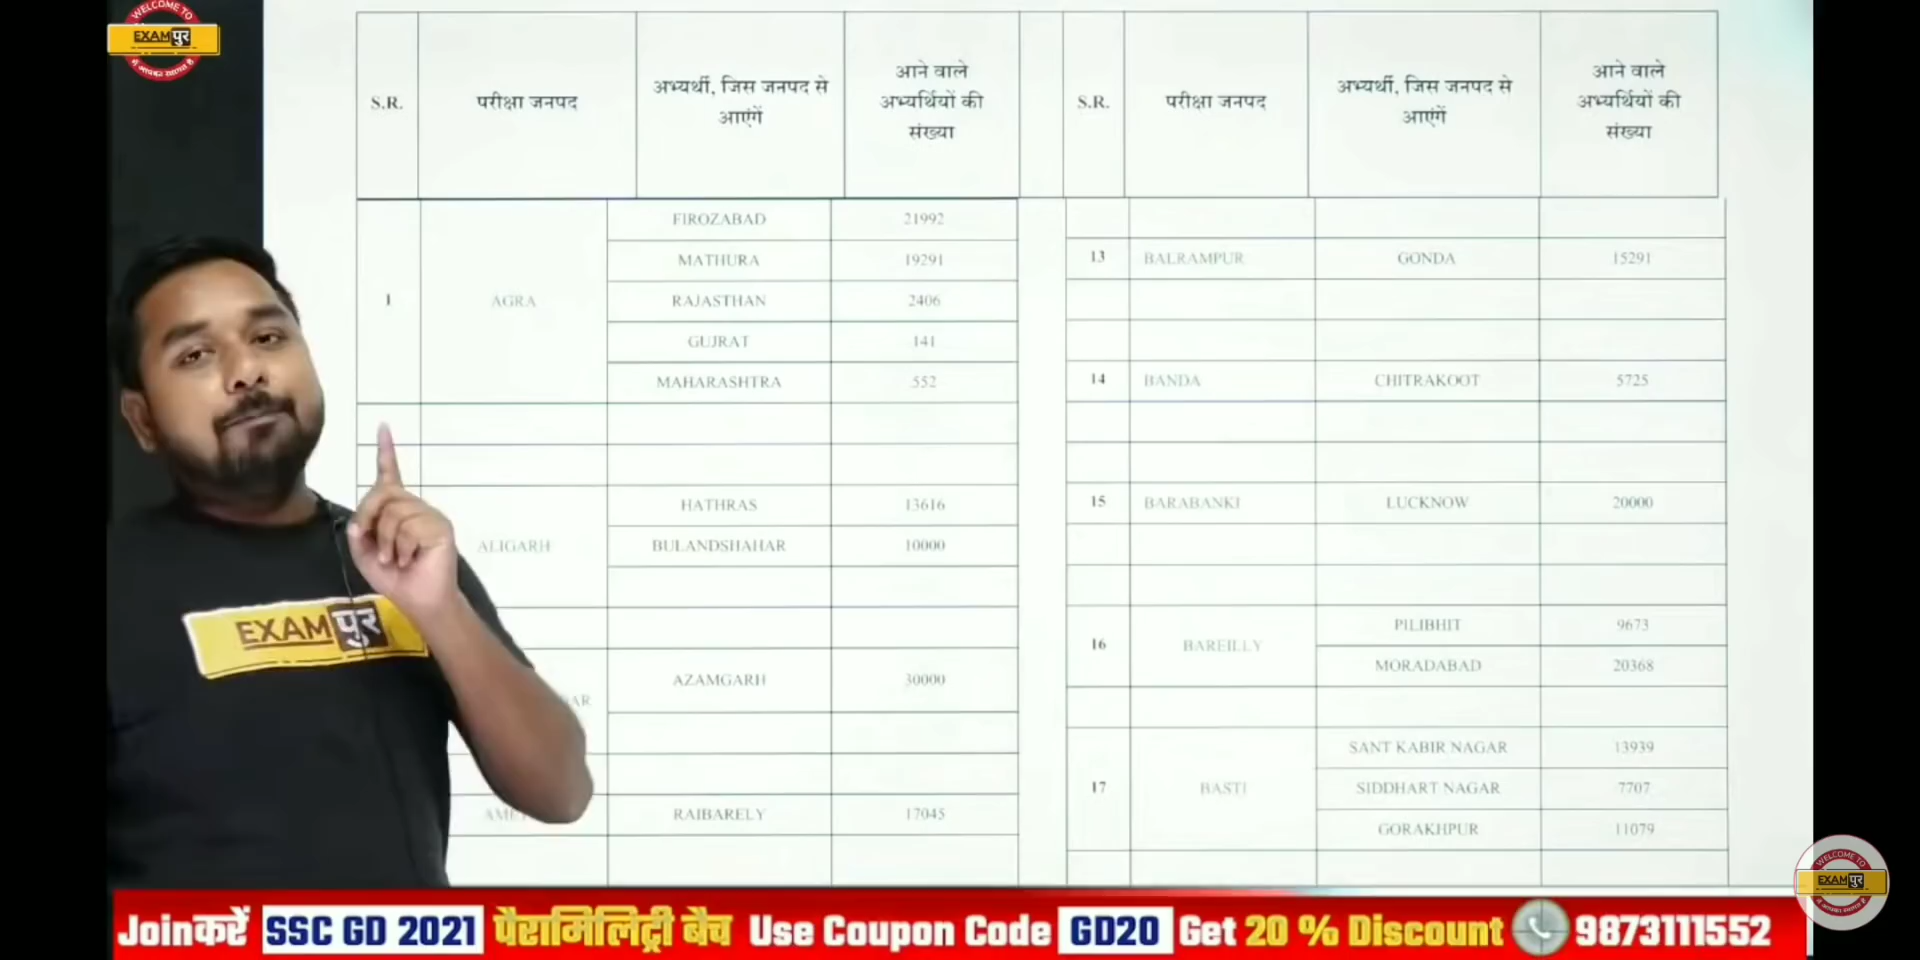 WELCOME TO
EXAMपुर
S.R.
परीक्षा जनपद
अभ्यर्थी, जिस जनपद से
आएंगें
आने वाले
अभ्यर्थियों की
संख्या
S.R.
परीक्षा जनपद
अभ्यर्थी, जिस जनपद से
आएंगें
आने वाले
अभ्यर्थियों की
संख्या
1 AGRA
FIROZABAD 21992
MATHURA 19291
RAJASTHAN 2406
GUJRAT 141
MAHARASHTRA 552
ALIGARH
HATHRAS 13616
BULANDSHAHAR 10000
AZAMGARH 30000
RAIBARELY 17045
13 BALRAMPUR GONDA 15291
14 BANDA CHITRAKOOT 5725
15 BARABANKI LUCKNOW 20000
16 BAREILLY
PILIBHIT 9673
MORADABAD 20368
17 BASTI
SANT KABIR NAGAR 13939
SIDDHART NAGAR 7707
GORAKHPUR 11079
EXAMपुर
WELCOME TO
EXAMपुर
Joinकरें SSC GD 2021 पैरामिलिट्री बैच Use Coupon Code GD20 Get 20 % Discount 9873111552